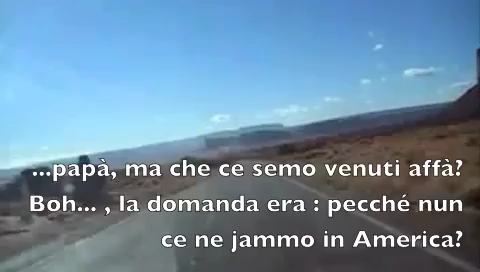 ...papà, ma che ce semo venuti affà?
Boh... , la domanda era : pecché nun
ce ne jammo in America?